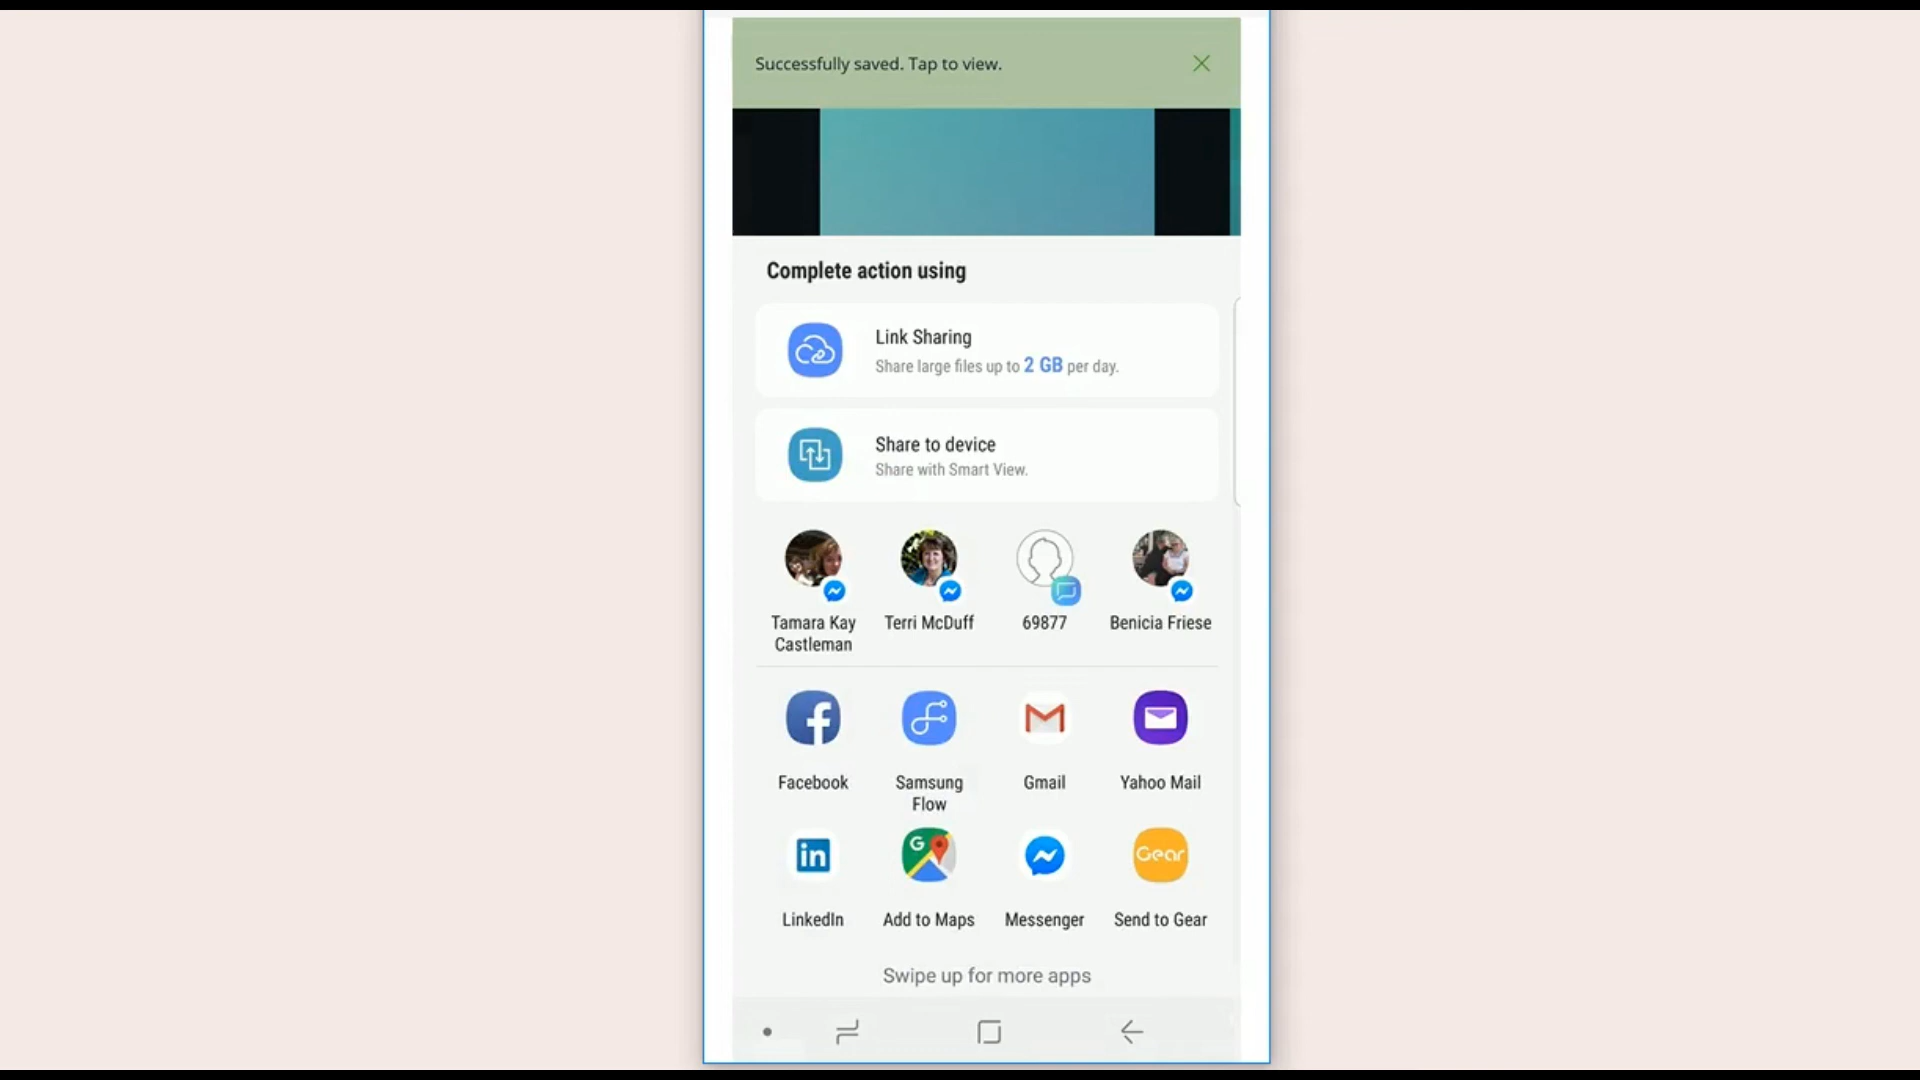 Successfully saved. Tap to view.
Complete action using
Link Sharing
Share large files up to 2 GB per day.
Share to device
Share with Smart View.
Tamara Kay
Castleman
Terri McDuff
69877
Benicia Friese
Facebook
Samsung
Flow
Gmail
Yahoo Mail
in
G
Gear
LinkedIn
Add to Maps
Messenger
Send to Gear
Swipe up for more apps